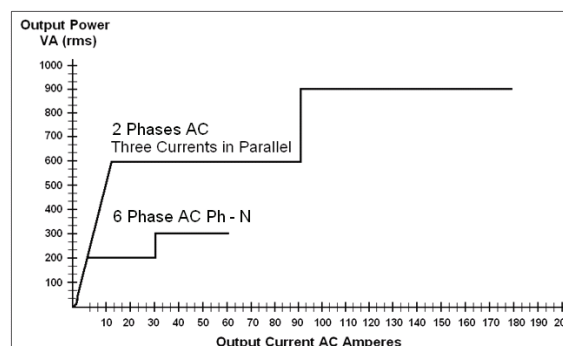 Output Power
VA (rms)
1000
900
800
700
600
500
400
300
200
100
2 Phases AC
Three Currents in Parallel
6 Phase AC Ph - N
10 20 30 40 50 60 70 80 90 100 110 120 130 140 150 160 170 180 190 20
Output Current AC Amperes